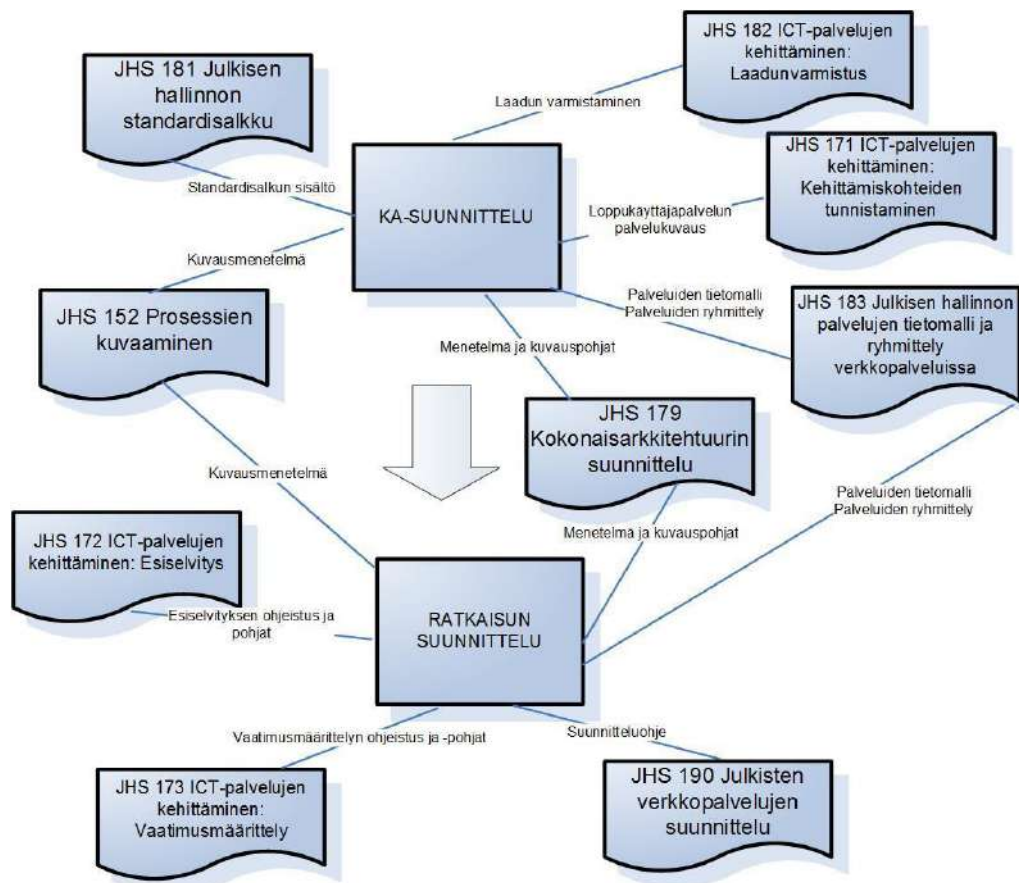 JHS 182 ICT-palvelujen
kehittäminen:
Laadunvarmistus
JHS 181 Julkisen
hallinnon
standardisalkku
Laadun varmistaminen
JHS 171 ICT-palvelujen
kehittäminen:
Kehittämiskohteiden
tunnistaminen
Standardisalkun sisältö
KA-SUUNNITTELU
Loppukäyttäjäpalvelun
palvelukuvaus
Kuvausmenetelmä
JHS 152 Prosessien
kuvaaminen
Palveluiden tietomalli
Palveluiden ryhmittely
JHS 183 Julkisen hallinnon
palvelujen tietomalli ja
ryhmittely
verkkopalveluissa
Menetelmä ja kuvauspohjat
JHS 179
Kokonaisarkkitehtuurin
suunnittelu
Kuvausmenetelmä
Palveluiden tietomalli
Palveluiden ryhmittely
Menetelmä ja kuvauspohjat
JHS 172 ICT-palvelujen
kehittäminen: Esiselvitys
Esiselvityksen ohjeistus ja
pohjat
RATKAISUN
SUUNNITTELU
Vaatimusmäärittelyn ohjeistus ja -pohjat
Suunnitteluohje
JHS 173 ICT-palvelujen
kehittäminen:
Vaatimusmäärittely
JHS 190 Julkisten
verkkopalvelujen
suunnittelu